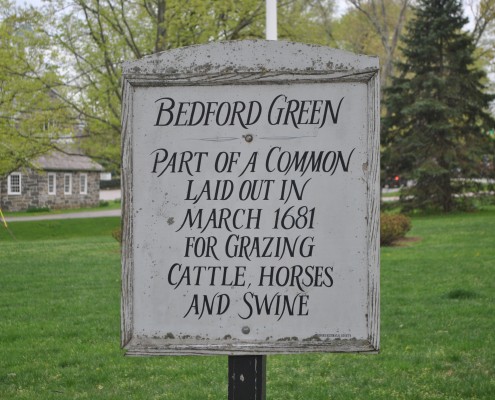 BEDFORD GREEN
PART OF A COMMON
LAID OUT IN
MARCH 1681
FOR GRAZING
CATTLE, HORSES
AND SWINE